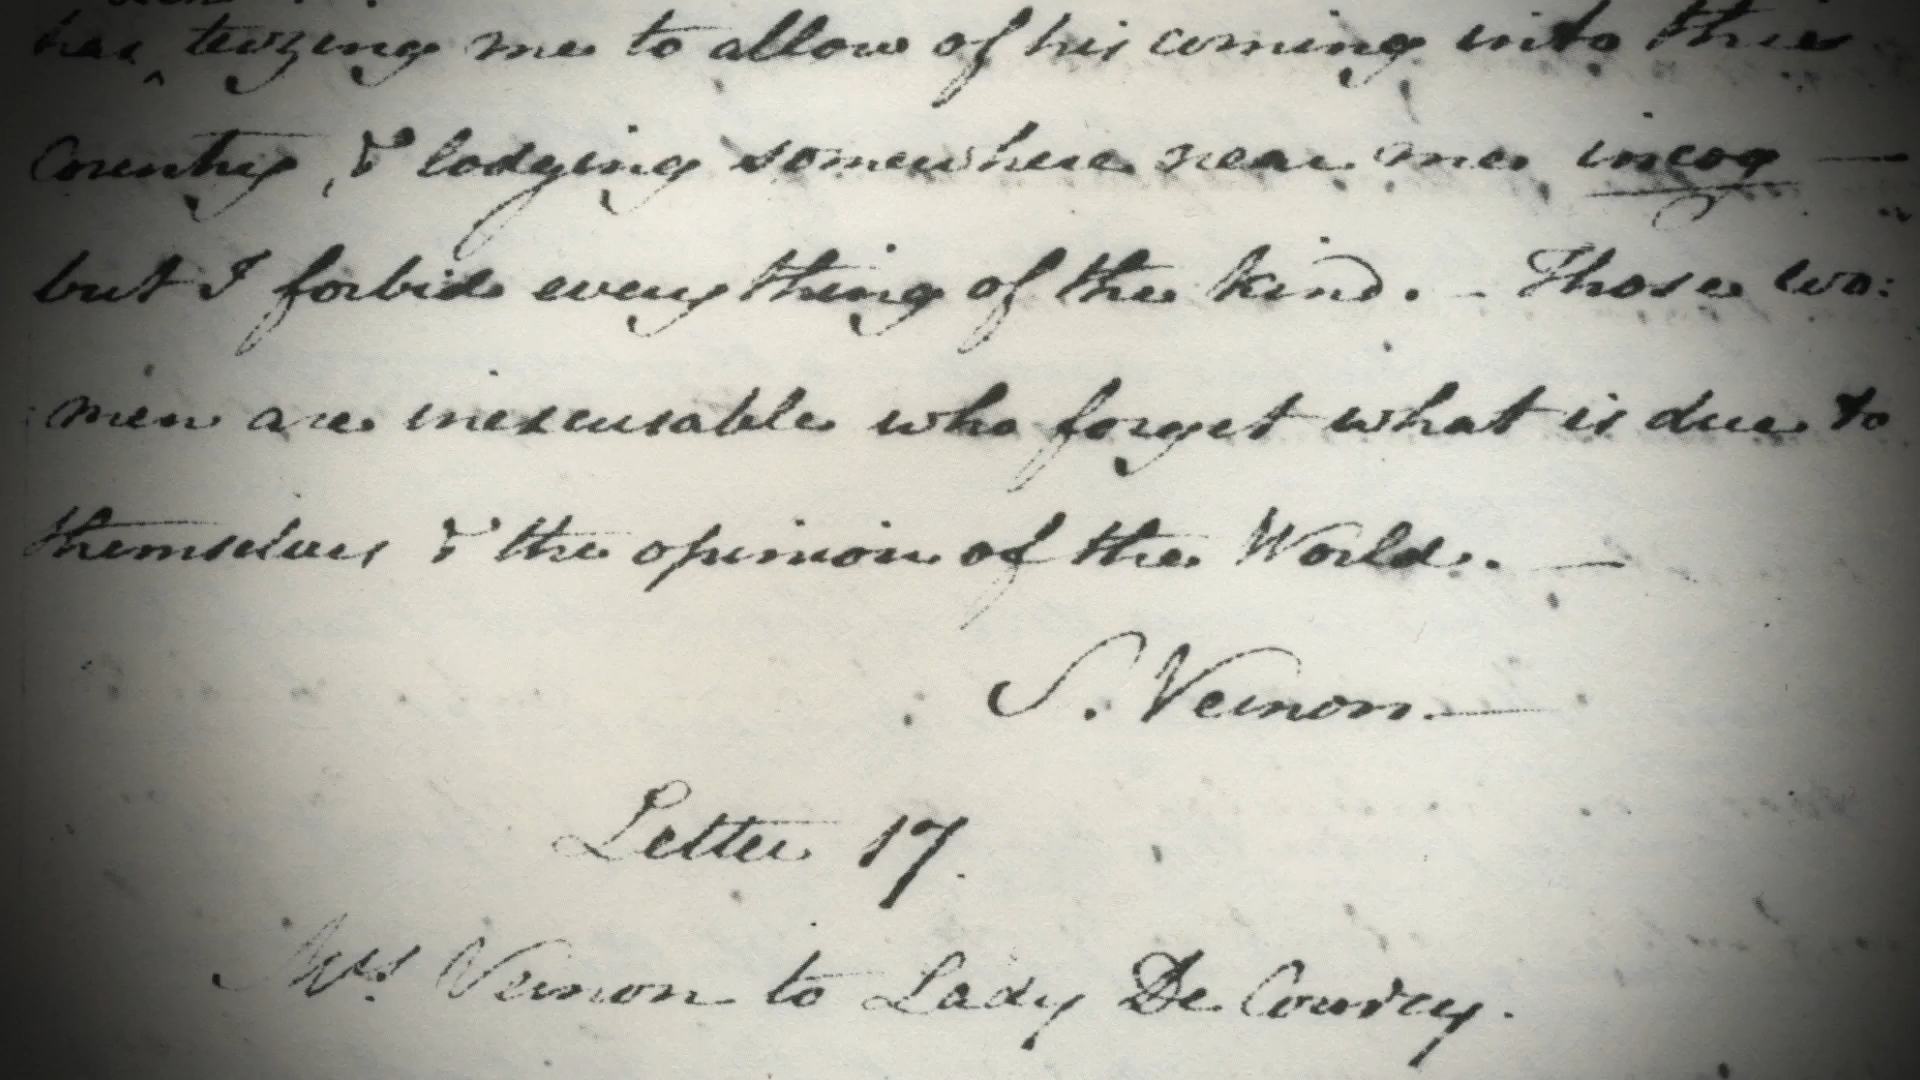 has teizing me to allow of his coming into this
Country, & lodging somewhere near me incog —
but I forbid everything of the kind. — Those wo:
:men are inexcusable who forget what is due to
themselves & the opinion of the World. —
S. Vernon —
Letter 17.
Mrs. Vernon to Lady De Courcy.